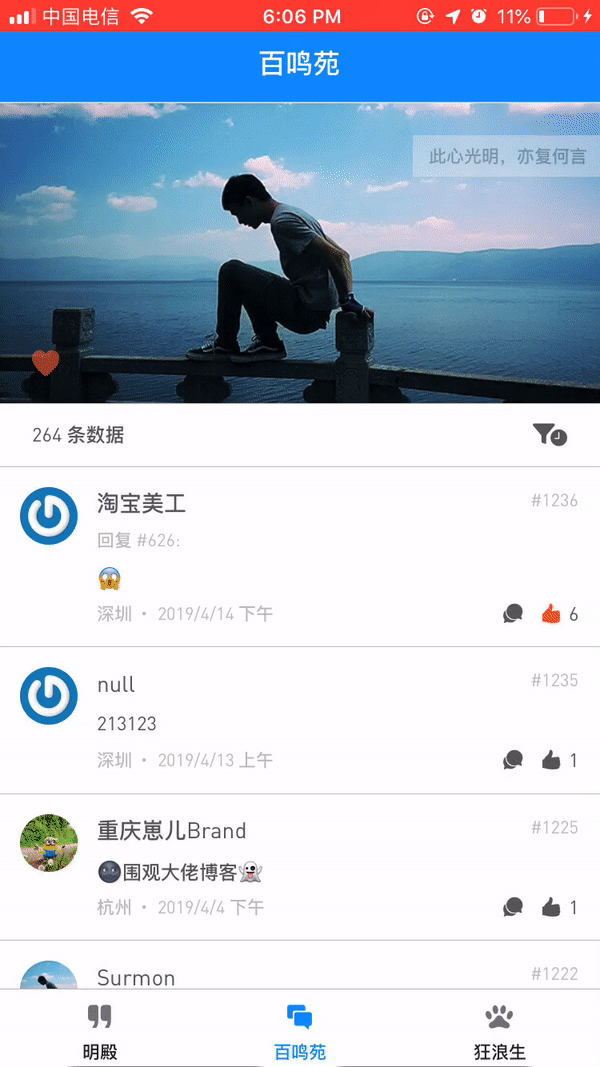 中国电信 6:06 PM 11%
百鸣苑
此心光明，亦复何言
264 条数据
淘宝美工 #1236
回复 #626:
😱
深圳 • 2019/4/14 下午 6
null #1235
213123
深圳 • 2019/4/13 上午 1
重庆崽儿Brand #1225
🌚围观大佬博客👻
杭州 • 2019/4/4 下午 1
Surmon #1222
明殿 百鸣苑 狂浪生